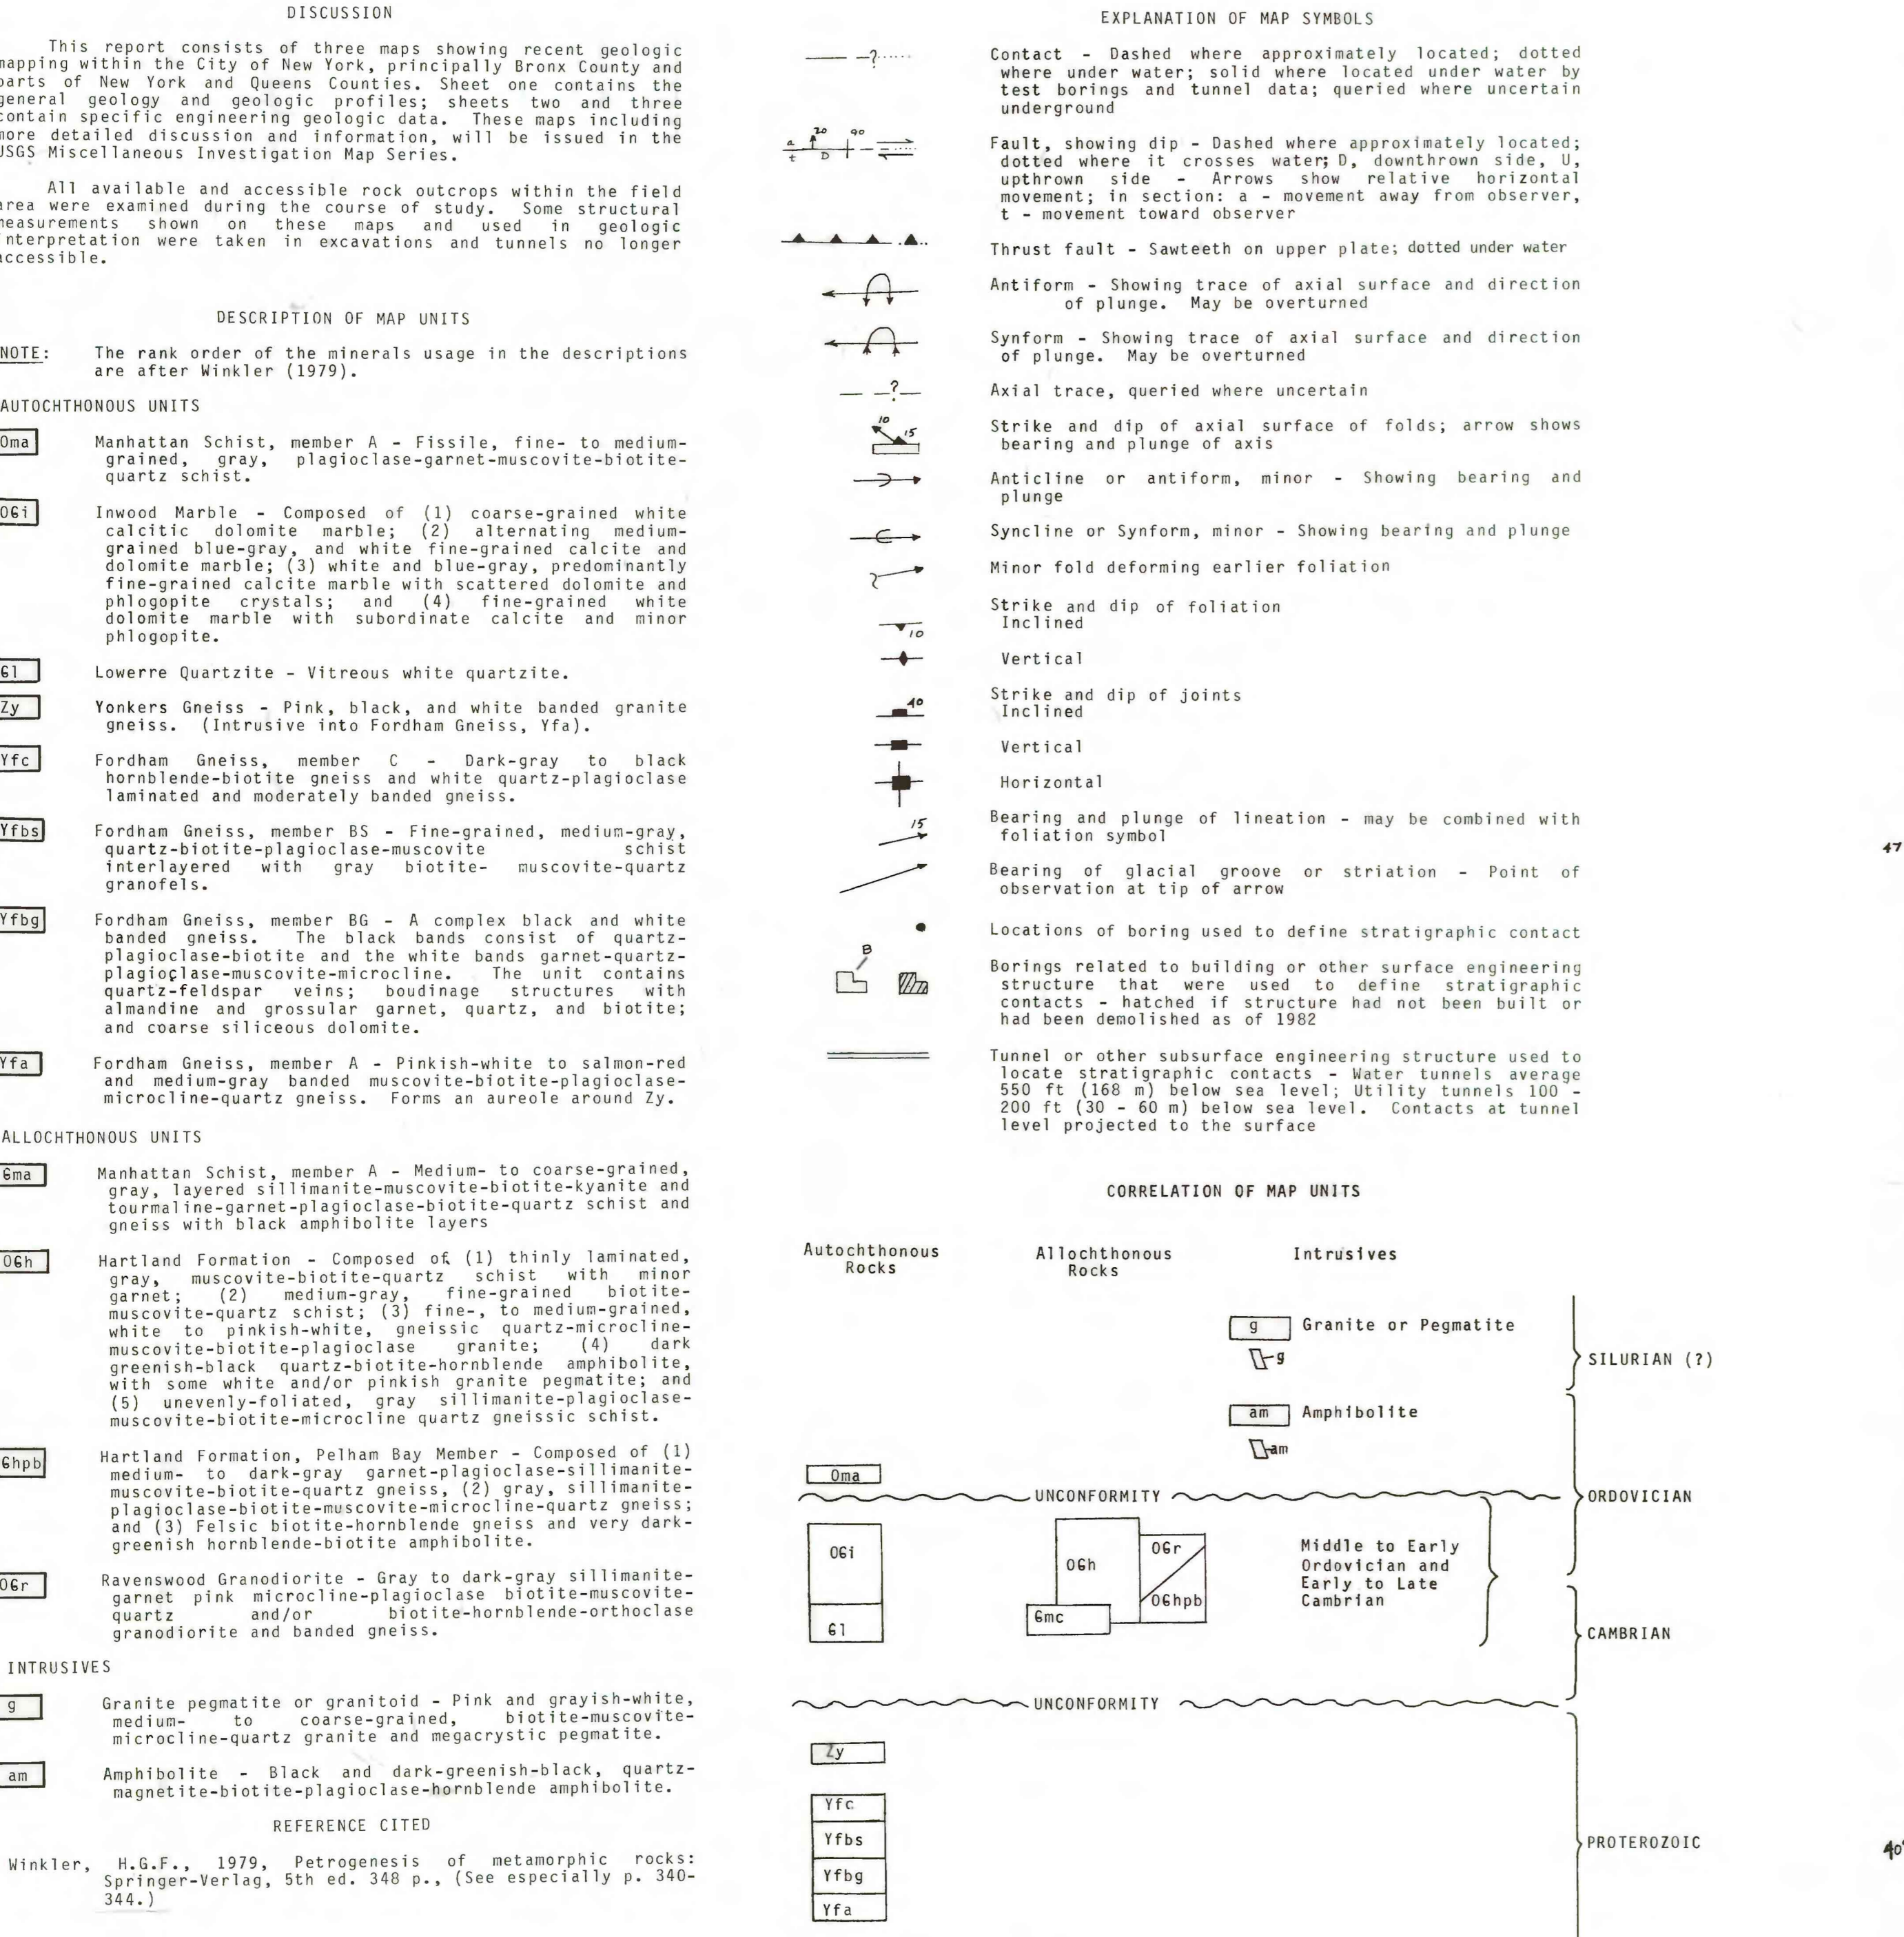 DISCUSSION
This report consists of three maps showing recent geologic
mapping within the City of New York, principally Bronx County and
parts of New York and Queens Counties. Sheet one contains the
general geology and geologic profiles; sheets two and three
contain specific engineering geologic data. These maps including
more detailed discussion and information, will be issued in the
USGS Miscellaneous Investigation Map Series.
All available and accessible rock outcrops within the field
area were examined during the course of study. Some structural
measurements shown on these maps and used in geologic
interpretation were taken in excavations and tunnels no longer
accessible.
DESCRIPTION OF MAP UNITS
NOTE: The rank order of the minerals usage in the descriptions
are after Winkler (1979).
AUTOCHTHONOUS UNITS
Oma Manhattan Schist, member A - Fissile, fine- to medium-
grained, gray, plagioclase-garnet-muscovite-biotite-
quartz schist.
OЄi Inwood Marble - Composed of (1) coarse-grained white
calcitic dolomite marble; (2) alternating medium-
grained blue-gray, and white fine-grained calcite and
dolomite marble; (3) white and blue-gray, predominantly
fine-grained calcite marble with scattered dolomite and
phlogopite crystals; and (4) fine-grained white
dolomite marble with subordinate calcite and minor
phlogopite.
Єl Lowerre Quartzite - Vitreous white quartzite.
Zy Yonkers Gneiss - Pink, black, and white banded granite
gneiss. (Intrusive into Fordham Gneiss, Yfa).
Yfc Fordham Gneiss, member C - Dark-gray to black
hornblende-biotite gneiss and white quartz-plagioclase
laminated and moderately banded gneiss.
Yfbs Fordham Gneiss, member BS - Fine-grained, medium-gray,
quartz-biotite-plagioclase-muscovite schist
interlayered with gray biotite- muscovite-quartz
granofels.
Yfbg Fordham Gneiss, member BG - A complex black and white
banded gneiss. The black bands consist of quartz-
plagioclase-biotite and the white bands garnet-quartz-
plagioclase-muscovite-microcline. The unit contains
quartz-feldspar veins; boudinage structures with
almandine and grossular garnet, quartz, and biotite;
and coarse siliceous dolomite.
Yfa Fordham Gneiss, member A - Pinkish-white to salmon-red
and medium-gray banded muscovite-biotite-plagioclase-
microcline-quartz gneiss. Forms an aureole around Zy.
ALLOCHTHONOUS UNITS
Єma Manhattan Schist, member A - Medium- to coarse-grained,
gray, layered sillimanite-muscovite-biotite-kyanite and
tourmaline-garnet-plagioclase-biotite-quartz schist and
gneiss with black amphibolite layers
OЄh Hartland Formation - Composed of (1) thinly laminated,
gray, muscovite-biotite-quartz schist with minor
garnet; (2) medium-gray, fine-grained biotite-
muscovite-quartz schist; (3) fine-, to medium-grained,
white to pinkish-white, gneissic quartz-microcline-
muscovite-biotite-plagioclase granite; (4) dark
greenish-black quartz-biotite-hornblende amphibolite,
with some white and/or pinkish granite pegmatite; and
(5) unevenly-foliated, gray sillimanite-plagioclase-
muscovite-biotite-microcline quartz gneissic schist.
Єhpb Hartland Formation, Pelham Bay Member - Composed of (1)
medium- to dark-gray garnet-plagioclase-sillimanite-
muscovite-biotite-quartz gneiss, (2) gray, sillimanite-
plagioclase-biotite-muscovite-microcline-quartz gneiss;
and (3) Felsic biotite-hornblende gneiss and very dark-
greenish hornblende-biotite amphibolite.
OЄr Ravenswood Granodiorite - Gray to dark-gray sillimanite-
garnet pink microcline-plagioclase biotite-muscovite-
quartz and/or biotite-hornblende-orthoclase
granodiorite and banded gneiss.
INTRUSIVES
g Granite pegmatite or granitoid - Pink and grayish-white,
medium- to coarse-grained, biotite-muscovite-
microcline-quartz granite and megacrystic pegmatite.
am Amphibolite - Black and dark-greenish-black, quartz-
magnetite-biotite-plagioclase-hornblende amphibolite.
REFERENCE CITED
Winkler, H.G.F., 1979, Petrogenesis of metamorphic rocks:
Springer-Verlag, 5th ed. 348 p., (See especially p. 340-
344.)
EXPLANATION OF MAP SYMBOLS
? Contact - Dashed where approximately located; dotted
where under water; solid where located under water by
test borings and tunnel data; queried where uncertain
underground
a t 20 D 90 Fault, showing dip - Dashed where approximately located;
dotted where it crosses water; D, downthrown side, U,
upthrown side - Arrows show relative horizontal
movement; in section: a - movement away from observer,
t - movement toward observer
Thrust fault - Sawteeth on upper plate; dotted under water
Antiform - Showing trace of axial surface and direction
of plunge. May be overturned
Synform - Showing trace of axial surface and direction
of plunge. May be overturned
? Axial trace, queried where uncertain
10 15 Strike and dip of axial surface of folds; arrow shows
bearing and plunge of axis
Anticline or antiform, minor - Showing bearing and
plunge
Syncline or Synform, minor - Showing bearing and plunge
Minor fold deforming earlier foliation
Strike and dip of foliation
10 Inclined
Vertical
Strike and dip of joints
40 Inclined
Vertical
Horizontal
15 Bearing and plunge of lineation - may be combined with
foliation symbol
Bearing of glacial groove or striation - Point of
observation at tip of arrow
Locations of boring used to define stratigraphic contact
B Borings related to building or other surface engineering
structure that were used to define stratigraphic
contacts - hatched if structure had not been built or
had been demolished as of 1982
Tunnel or other subsurface engineering structure used to
locate stratigraphic contacts - Water tunnels average
550 ft (168 m) below sea level; Utility tunnels 100 -
200 ft (30 - 60 m) below sea level. Contacts at tunnel
level projected to the surface
CORRELATION OF MAP UNITS
Autochthonous
Rocks
Allochthonous
Rocks
Intrusives
g Granite or Pegmatite
g
SILURIAN (?)
am Amphibolite
am
Oma
UNCONFORMITY
ORDOVICIAN
OЄi
Єl
OЄh
OЄr
OЄhpb
Єmc
Middle to Early
Ordovician and
Early to Late
Cambrian
CAMBRIAN
UNCONFORMITY
Zy
Yfc
Yfbs
Yfbg
Yfa
PROTEROZOIC
47
40°